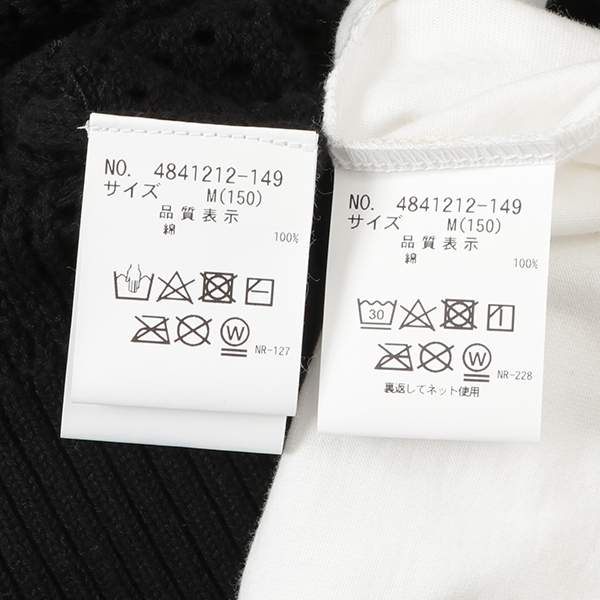 NO. 4841212-149
サイズ M(150)
品質表示
綿 100%
W
NR-127
NO. 4841212-149
サイズ M(150)
品質表示
綿 100%
30
W
NR-228
裏返してネット使用